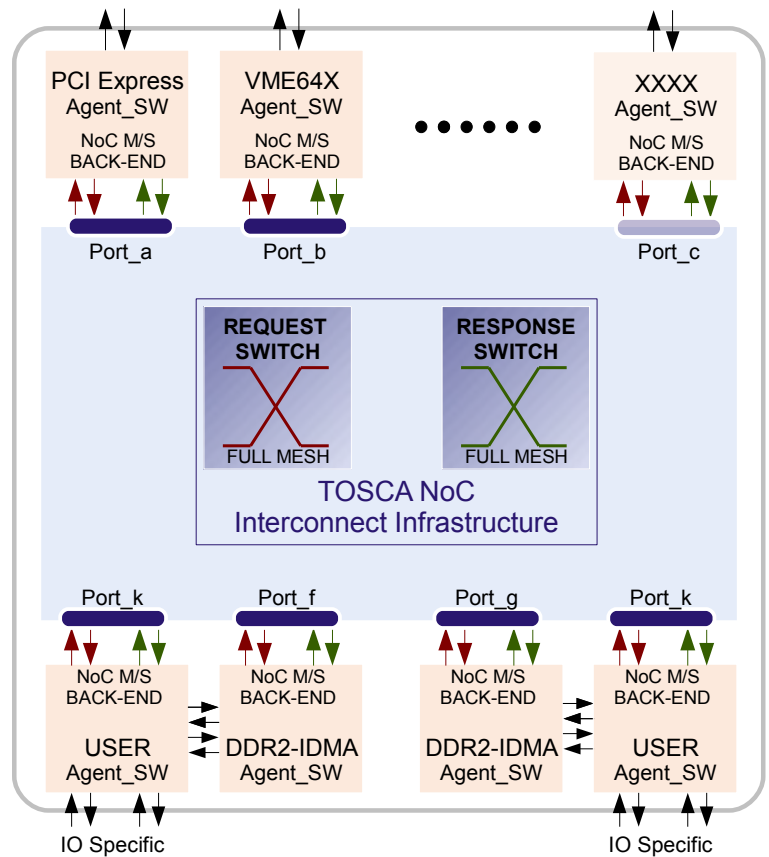 PCI Express
Agent_SW
NoC M/S
BACK-END
VME64X
Agent_SW
NoC M/S
BACK-END
XXXX
Agent_SW
NoC M/S
BACK-END
Port_a
Port_b
Port_c
REQUEST
SWITCH
FULL MESH
RESPONSE
SWITCH
FULL MESH
TOSCA NoC
Interconnect Infrastructure
Port_k
Port_f
Port_g
Port_k
NoC M/S
BACK-END
USER
Agent_SW
NoC M/S
BACK-END
DDR2-IDMA
Agent_SW
NoC M/S
BACK-END
DDR2-IDMA
Agent_SW
NoC M/S
BACK-END
USER
Agent_SW
IO Specific
IO Specific